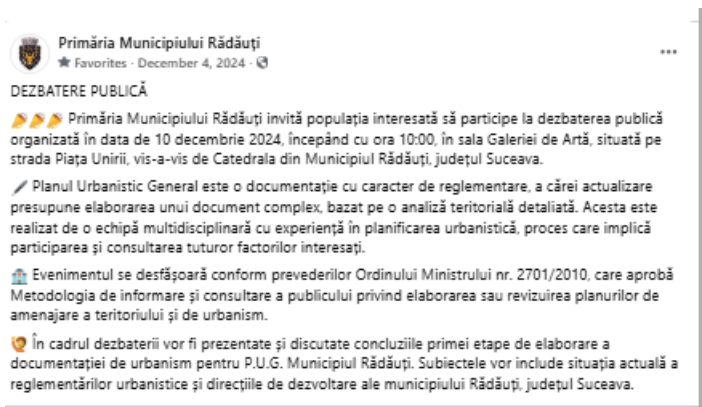 Primăria Municipiului Rădăuți
Favorites · December 4, 2024 ·
DEZBATERE PUBLICĂ
Primăria Municipiului Rădăuți invită populația interesată să participe la dezbaterea publică
organizată în data de 10 decembrie 2024, începând cu ora 10:00, în sala Galeriei de Artă, situată pe
strada Piața Unirii, vis-a-vis de Catedrala din Municipiul Rădăuți, județul Suceava.
Planul Urbanistic General este o documentație cu caracter de reglementare, a cărei actualizare
presupune elaborarea unui document complex, bazat pe o analiză teritorială detaliată. Acesta este
realizat de o echipă multidisciplinară cu experiență în planificarea urbanistică, proces care implică
participarea și consultarea tuturor factorilor interesați.
Evenimentul se desfășoară conform prevederilor Ordinului Ministrului nr. 2701/2010, care aprobă
Metodologia de informare și consultare a publicului privind elaborarea sau revizuirea planurilor de
amenajare a teritoriului și de urbanism.
În cadrul dezbaterii vor fi prezentate și discutate concluziile primei etape de elaborare a
documentației de urbanism pentru P.U.G. Municipiul Rădăuți. Subiectele vor include situația actuală a
reglementărilor urbanistice și direcțiile de dezvoltare ale municipiului Rădăuți, județul Suceava.